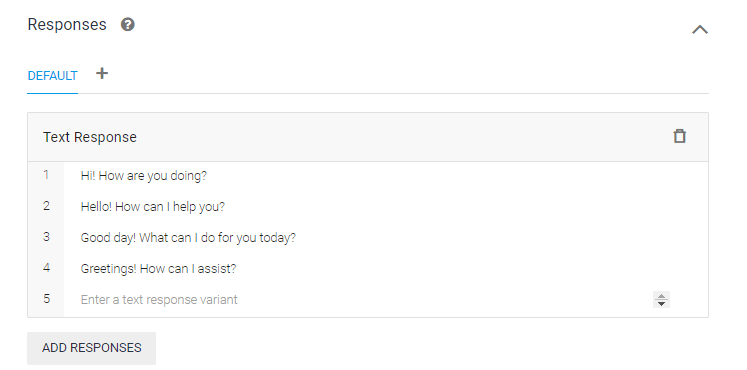 Responses ?
DEFAULT +
Text Response
1 Hi! How are you doing?
2 Hello! How can I help you?
3 Good day! What can I do for you today?
4 Greetings! How can I assist?
5 Enter a text response variant
ADD RESPONSES